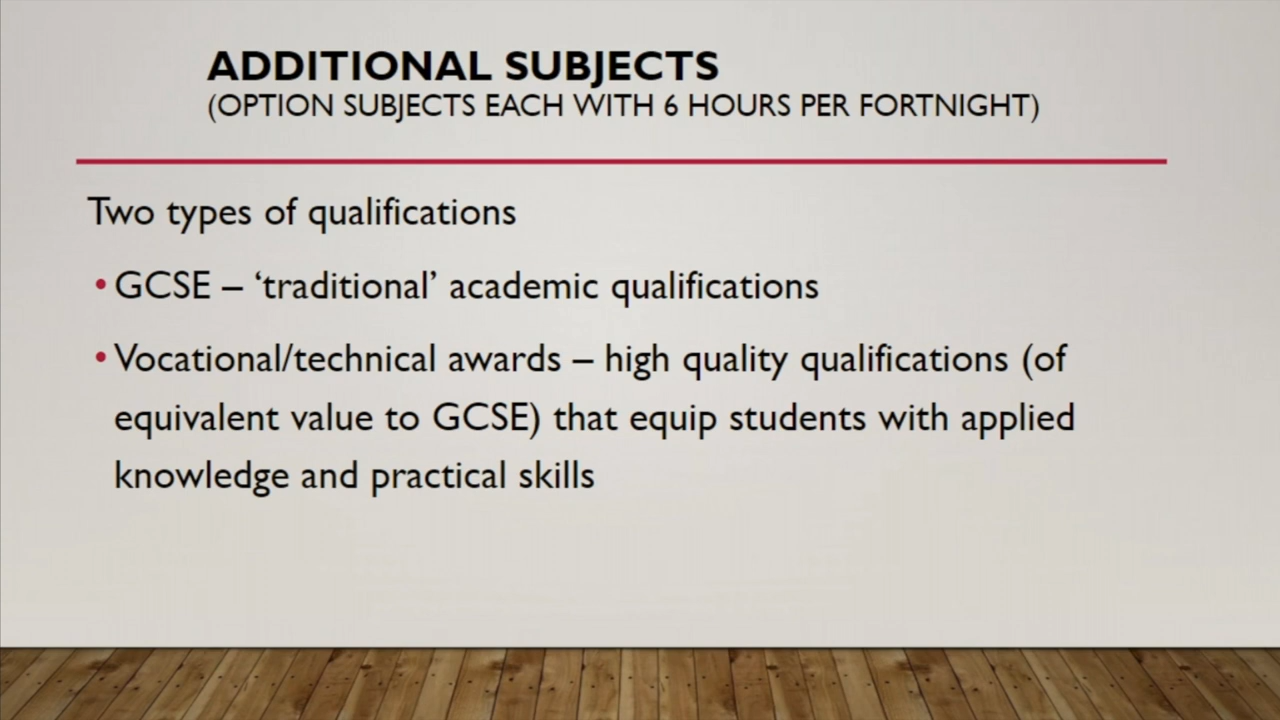 ADDITIONAL SUBJECTS
(OPTION SUBJECTS EACH WITH 6 HOURS PER FORTNIGHT)
Two types of qualifications
• GCSE – ‘traditional’ academic qualifications
• Vocational/technical awards – high quality qualifications (of
equivalent value to GCSE) that equip students with applied
knowledge and practical skills